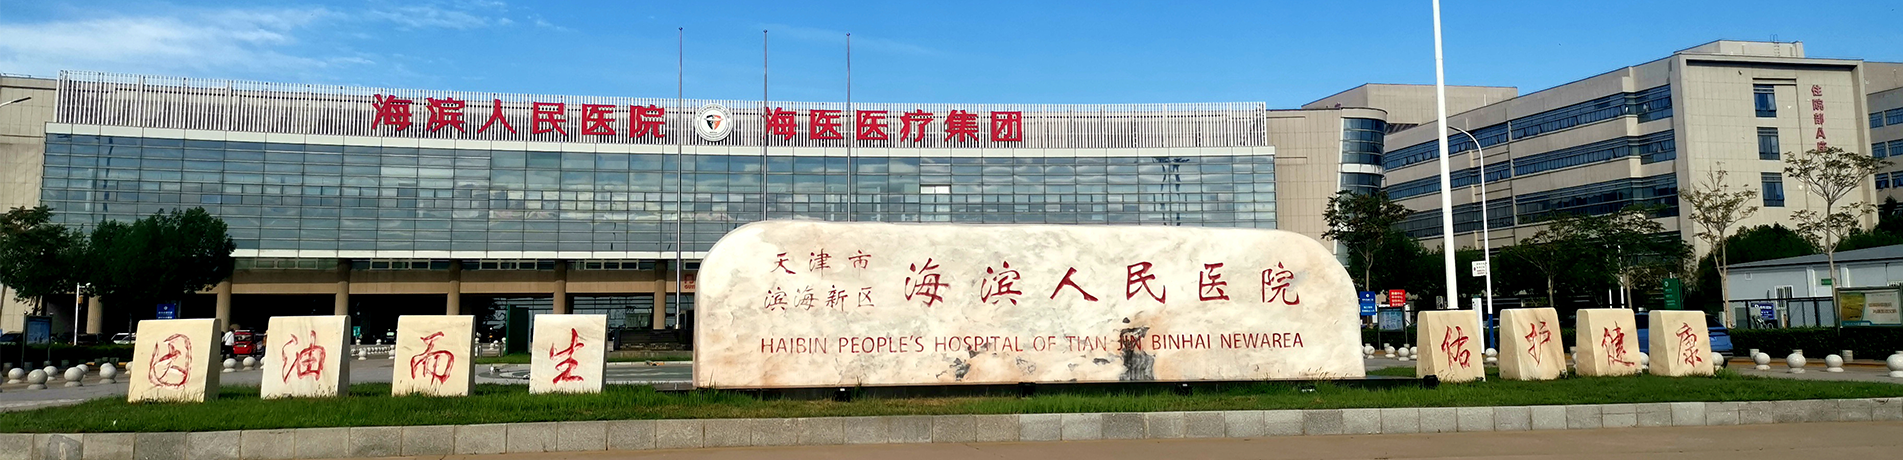 海滨人民医院 海医医疗集团
住院部A座
天津市
滨海新区
海滨人民医院
HAIBIN PEOPLE'S HOSPITAL OF TIAN JIN BINHAI NEWAREA
因油而生
佑护健康